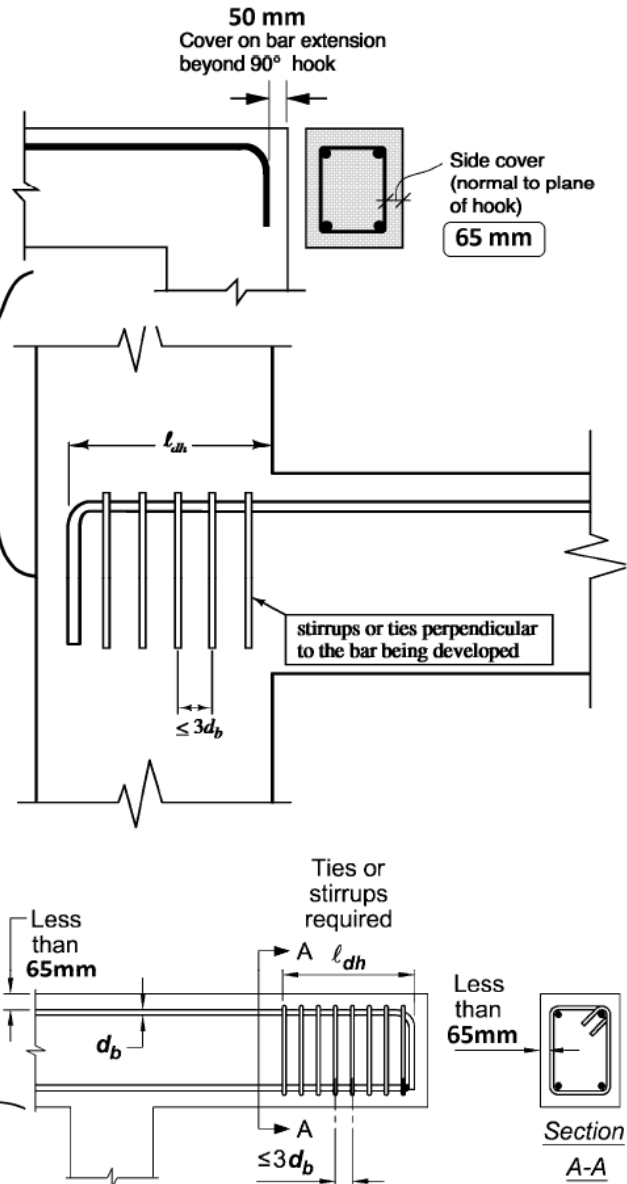 50 mm
Cover on bar extension
beyond 90° hook
Side cover
(normal to plane
of hook)
65 mm
ℓdh
stirrups or ties perpendicular
to the bar being developed
≤ 3db
Ties or
stirrups
required
Less
than
65mm
A ℓdh
db
Less
than
65mm
A
≤3db
Section
A-A